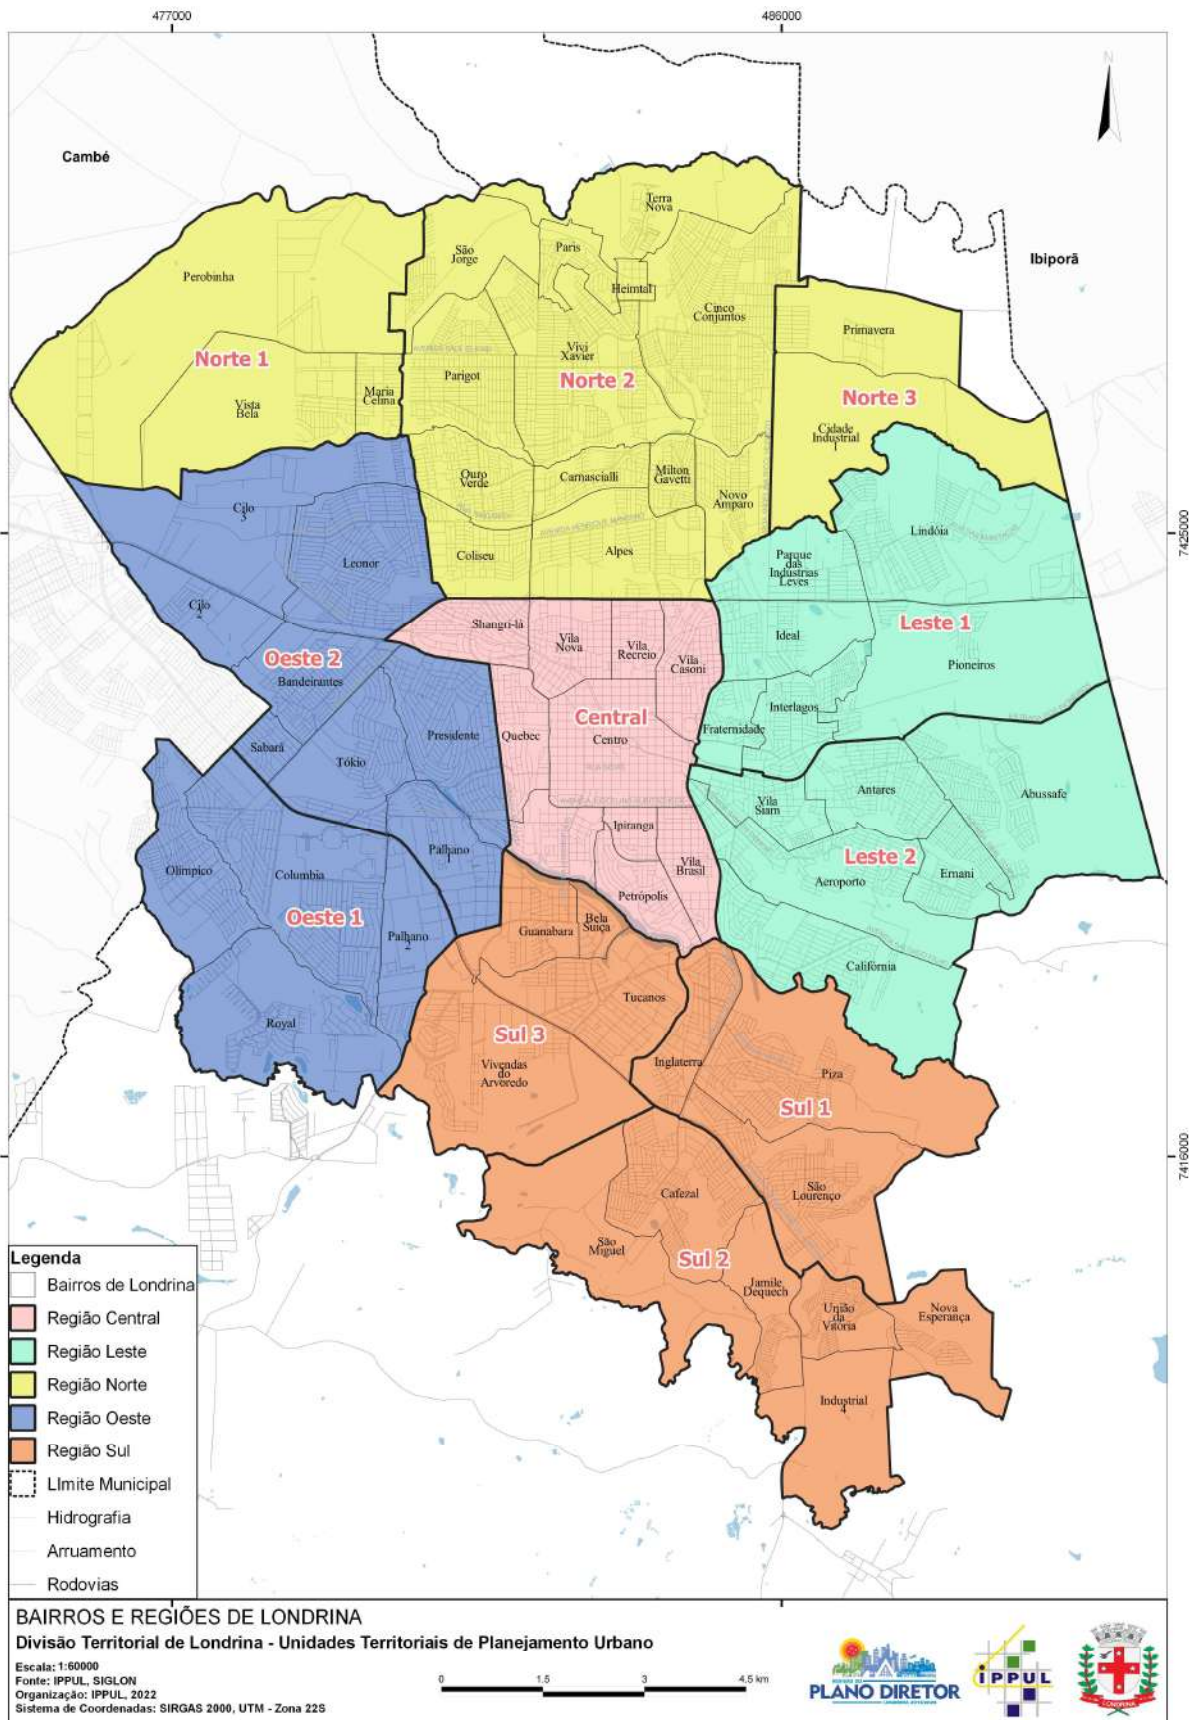 477000
486000
N
Cambé
Ibiporã
7425000
7416000
Terra
Nova
São
Jorge
Paris
Perobinha
Heimtal
Cinco
Conjuntos
Primavera
Norte 1
Vivi
Xavier
Parigot
Norte 2
Maria
Celina
Vista
Bela
Norte 3
Cidade
Industrial
1
Ouro
Verde
Carnascialli
Milton
Gavetti
Novo
Amparo
Cilo
3
Lindóia
Coliseu
Alpes
Parque
das
Industrias
Leves
Leonor
Cilo
2
Shangri-lá
Vila
Nova
Vila
Recreio
Vila
Casoni
Ideal
Leste 1
Pioneiros
Oeste 2
Bandeirantes
Interlagos
Central
Centro
Quebec
Fraternidade
Presidente
Sabará
Tókio
Antares
Abussafe
Vila
Siam
Ipiranga
Palhano
1
Leste 2
Vila
Brasil
Aeroporto
Ernani
Olímpico
Columbia
Petrópolis
Oeste 1
Palhano
2
Guanabara
Bela
Suiça
California
Tucanos
Royal
Sul 3
Inglaterra
Vivendas
do
Arvoredo
Piza
Sul 1
Cafezal
São
Lourenço
São
Miguel
Sul 2
Jamile
Dequech
União
da
Vitória
Nova
Esperança
Industrial
4
Legenda
Bairros de Londrina
Região Central
Região Leste
Região Norte
Região Oeste
Região Sul
LImite Municipal
Hidrografia
Arruamento
Rodovias
BAIRROS E REGIÕES DE LONDRINA
Divisão Territorial de Londrina - Unidades Territoriais de Planejamento Urbano
Escala: 1:60000
Fonte: IPPUL, SIGLON
Organização: IPPUL, 2022
Sistema de Coordenadas: SIRGAS 2000, UTM - Zona 22S
0 1,5 3 4,5 km
PLANO DIRETOR
iPPUL
LONDRINA